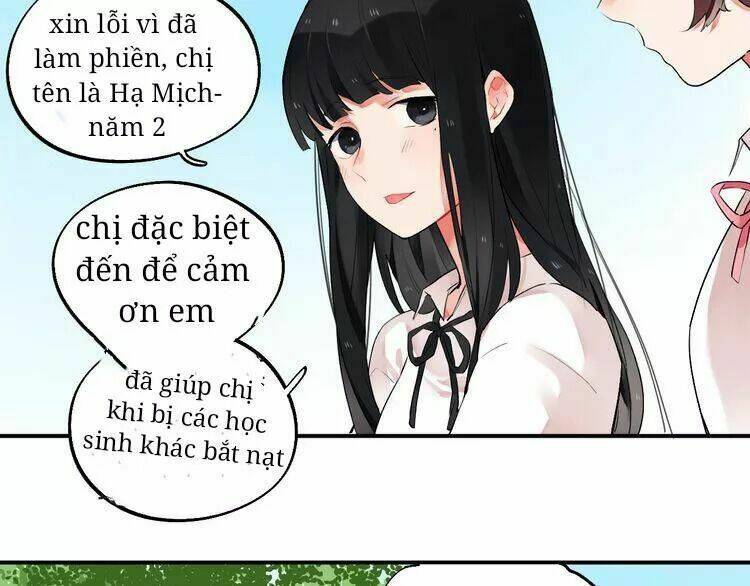 xin lỗi vì đã
làm phiền, chị
tên là Hạ Mịch-
năm 2
chị đặc biệt
đến để cảm
ơn em
đã giúp chị
khi bị các học
sinh khác bắt nạt